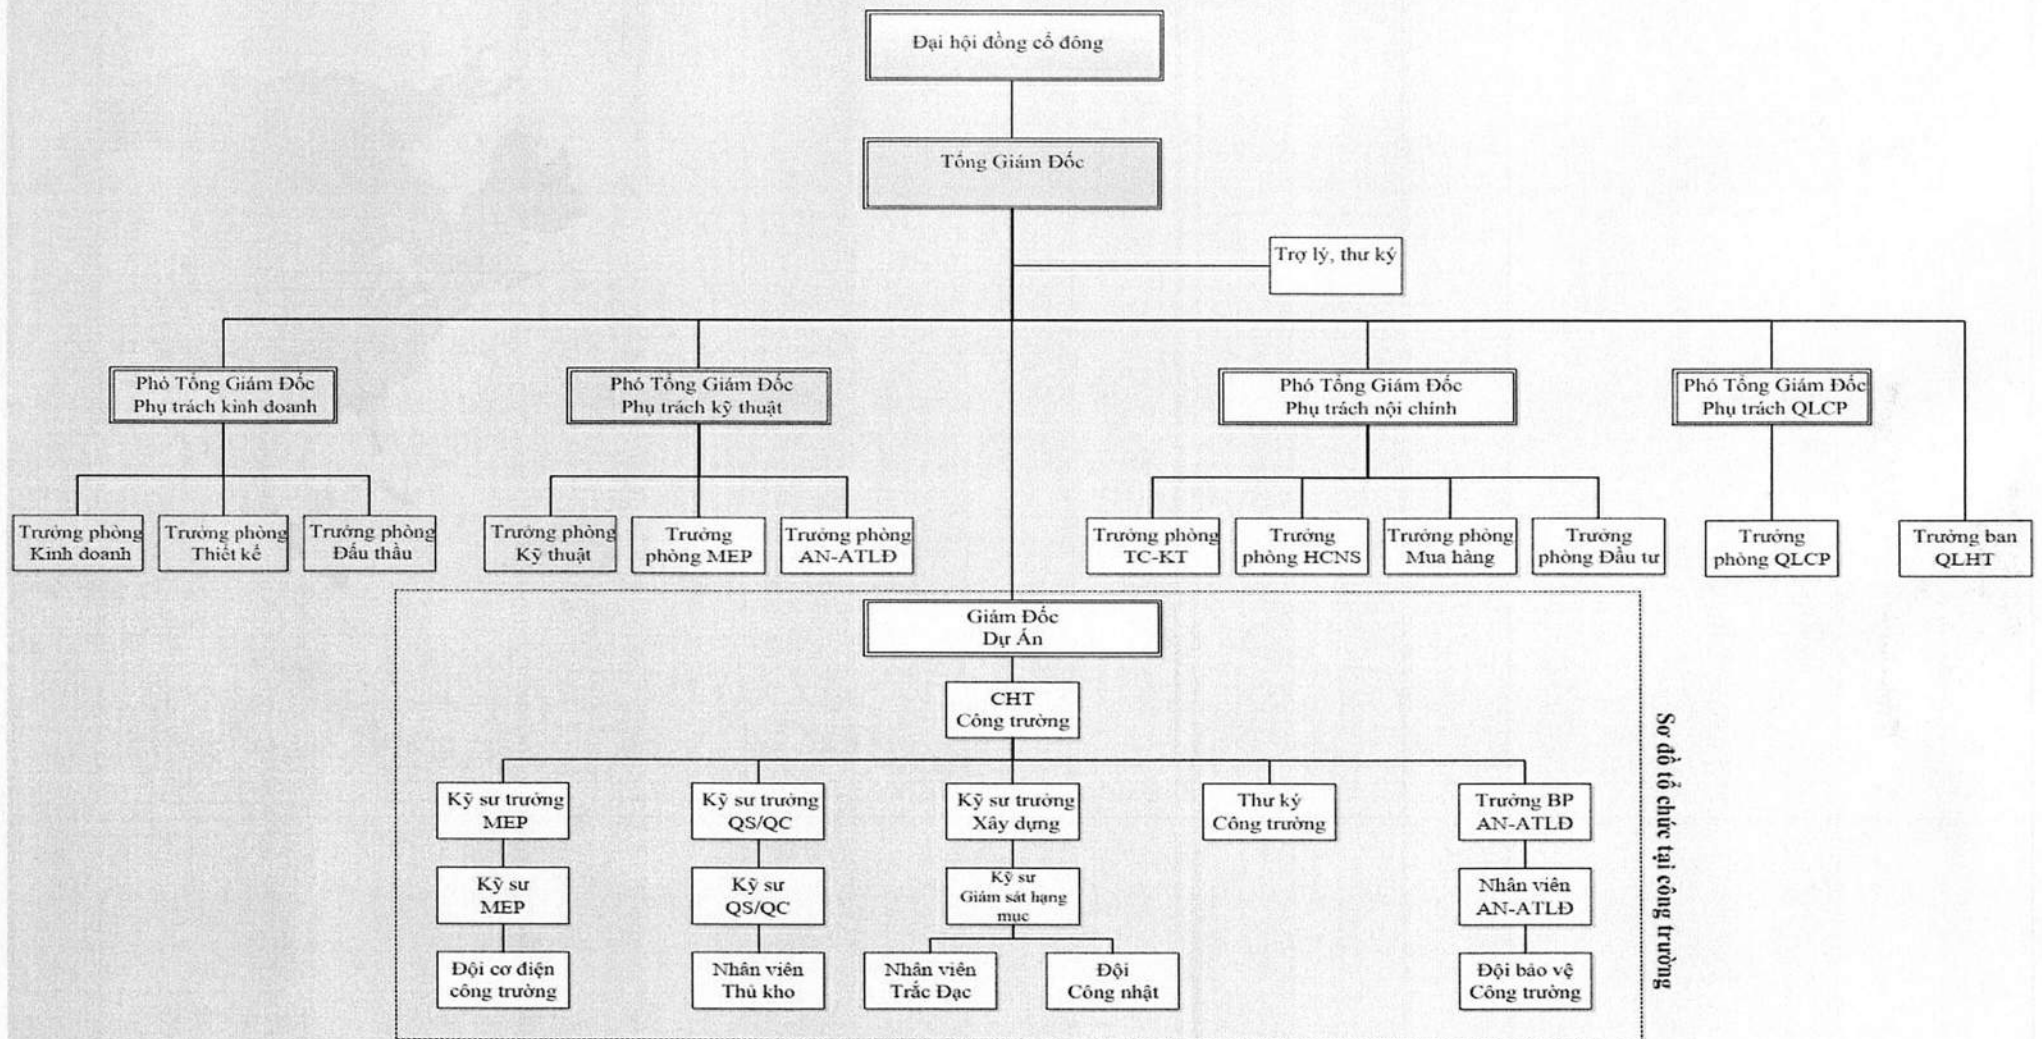 Đại hội đồng cổ đông
Tổng Giám Đốc
Trợ lý, thư ký
Phó Tổng Giám Đốc
Phụ trách kinh doanh
Phó Tổng Giám Đốc
Phụ trách kỹ thuật
Phó Tổng Giám Đốc
Phụ trách nội chính
Phó Tổng Giám Đốc
Phụ trách QLCP
Trưởng phòng
Kinh doanh
Trưởng phòng
Thiết kế
Trưởng phòng
Đấu thầu
Trưởng phòng
Kỹ thuật
Trưởng
phòng MEP
Trưởng phòng
AN-ATLĐ
Trưởng phòng
TC-KT
Trưởng
phòng HCNS
Trưởng phòng
Mua hàng
Trưởng
phòng Đầu tư
Trưởng
phòng QLCP
Trưởng ban
QLHT
Giám Đốc
Dự Án
CHT
Công trường
Kỹ sư trưởng
MEP
Kỹ sư trưởng
QS/QC
Kỹ sư trưởng
Xây dựng
Thư ký
Công trường
Trưởng BP
AN-ATLĐ
Kỹ sư
MEP
Kỹ sư
QS/QC
Kỹ sư
Giám sát hạng
mục
Nhân viên
AN-ATLĐ
Đội cơ điện
công trường
Nhân viên
Thủ kho
Nhân viên
Trắc Đạc
Đội
Công nhật
Đội bảo vệ
Công trường
Sơ đồ tổ chức tại công trường